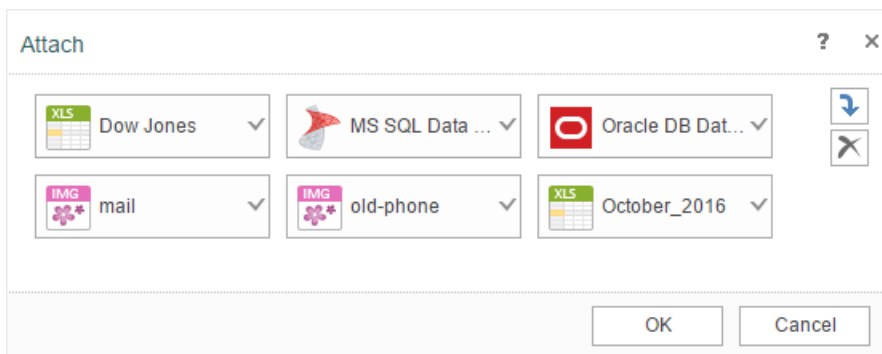 Attach ?
XLS Dow Jones
MS SQL Data ...
Oracle DB Dat...
IMG mail
IMG old-phone
XLS October_2016
OK
Cancel